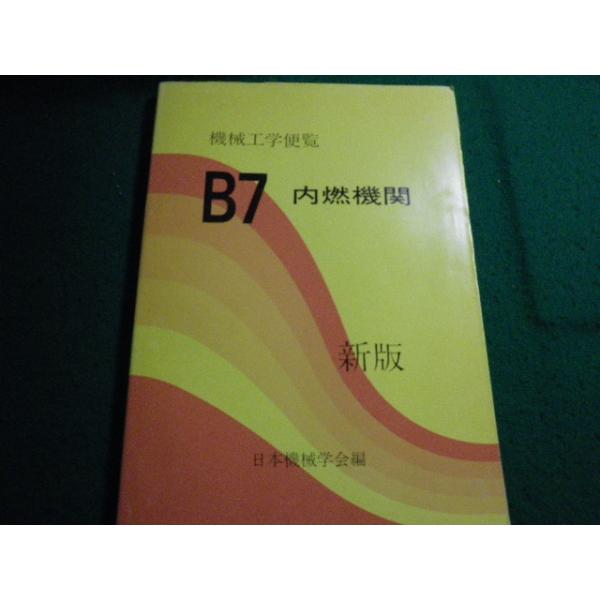 機械工学便覧
B7 内燃機関
新版
日本機械学会編